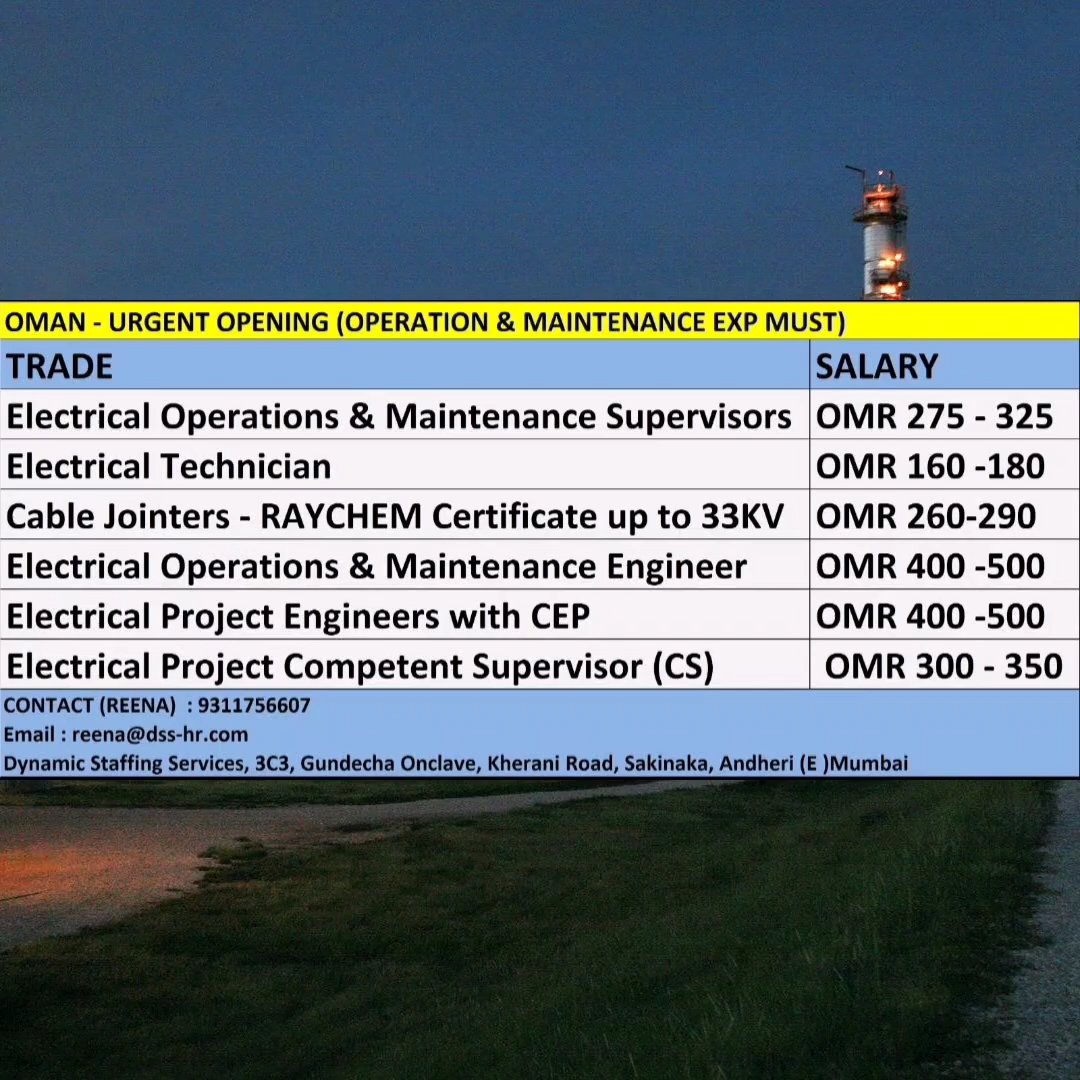 OMAN - URGENT OPENING (OPERATION & MAINTENANCE EXP MUST)
TRADE SALARY
Electrical Operations & Maintenance Supervisors OMR 275 - 325
Electrical Technician OMR 160 -180
Cable Jointers - RAYCHEM Certificate up to 33KV OMR 260-290
Electrical Operations & Maintenance Engineer OMR 400 -500
Electrical Project Engineers with CEP OMR 400 -500
Electrical Project Competent Supervisor (CS) OMR 300 - 350
CONTACT (REENA) : 9311756607
Email : reena@dss-hr.com
Dynamic Staffing Services, 3C3, Gundecha Onclave, Kherani Road, Sakinaka, Andheri (E )Mumbai